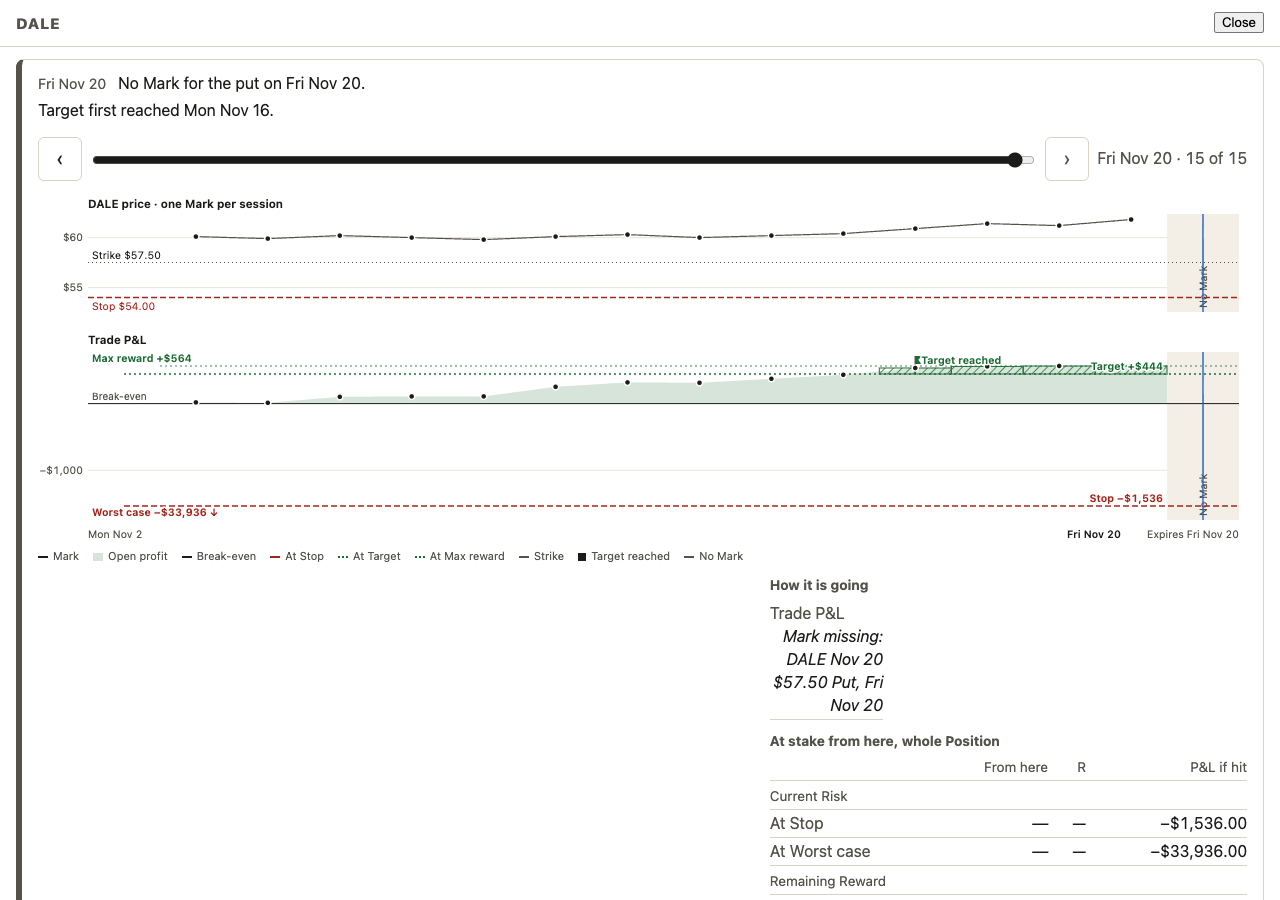 DALE
Close
Fri Nov 20 No Mark for the put on Fri Nov 20.
Target first reached Mon Nov 16.
‹
› Fri Nov 20 · 15 of 15
DALE price · one Mark per session
$60
Strike $57.50
$55
Stop $54.00
No Mark
Trade P&L
Max reward +$564
Target reached
Target +$444
Break-even
−$1,000
Stop −$1,536
Worst case −$33,936 ↓
No Mark
Mon Nov 2
Fri Nov 20
Expires Fri Nov 20
Mark Open profit Break-even At Stop At Target At Max reward Strike Target reached No Mark
How it is going
Trade P&L
Mark missing:
DALE Nov 20
$57.50 Put, Fri
Nov 20
At stake from here, whole Position
From here R P&L if hit
Current Risk
At Stop — — −$1,536.00
At Worst case — — −$33,936.00
Remaining Reward